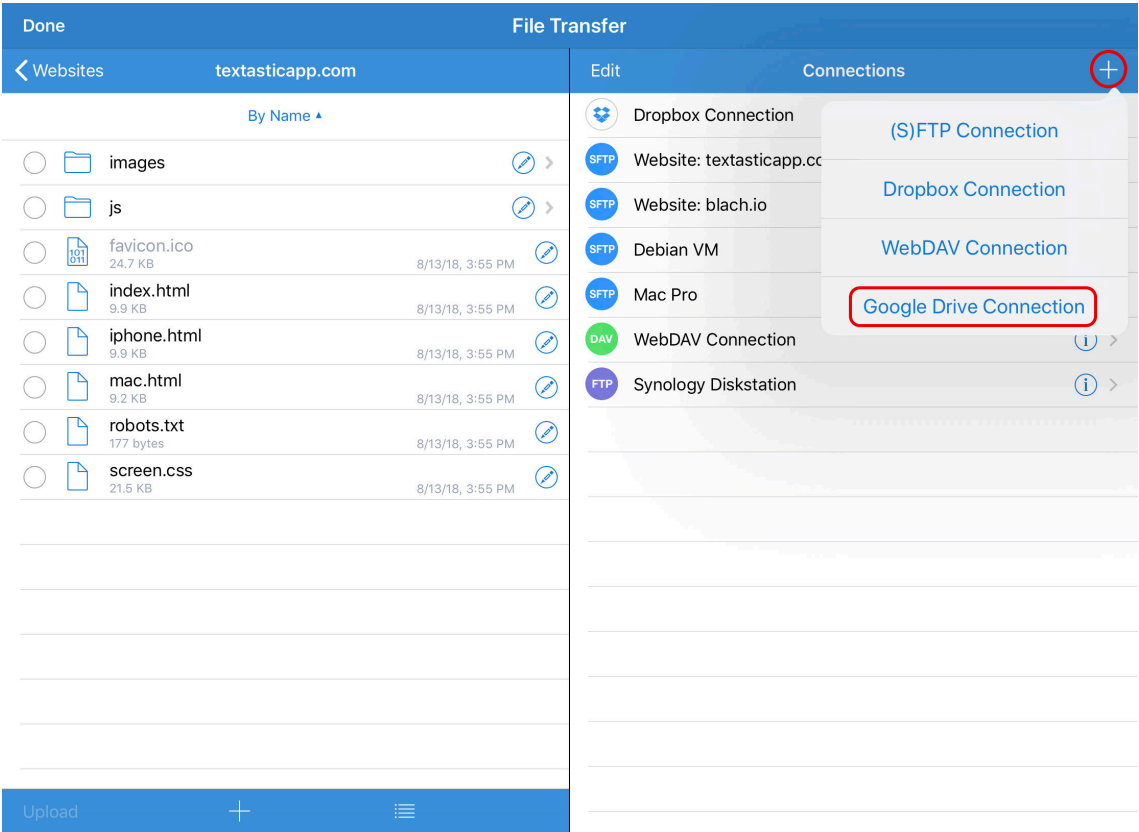 Done
File Transfer
Websites
textasticapp.com
By Name ▲
images
js
101
011
favicon.ico
24.7 KB
8/13/18, 3:55 PM
index.html
9.9 KB
8/13/18, 3:55 PM
iphone.html
9.9 KB
8/13/18, 3:55 PM
mac.html
9.2 KB
8/13/18, 3:55 PM
robots.txt
177 bytes
8/13/18, 3:55 PM
screen.css
21.5 KB
8/13/18, 3:55 PM
Upload
Edit
Connections
Dropbox Connection
SFTP Website: textasticapp.co
SFTP Website: blach.io
SFTP Debian VM
SFTP Mac Pro
DAV WebDAV Connection
FTP Synology Diskstation
(S)FTP Connection
Dropbox Connection
WebDAV Connection
Google Drive Connection